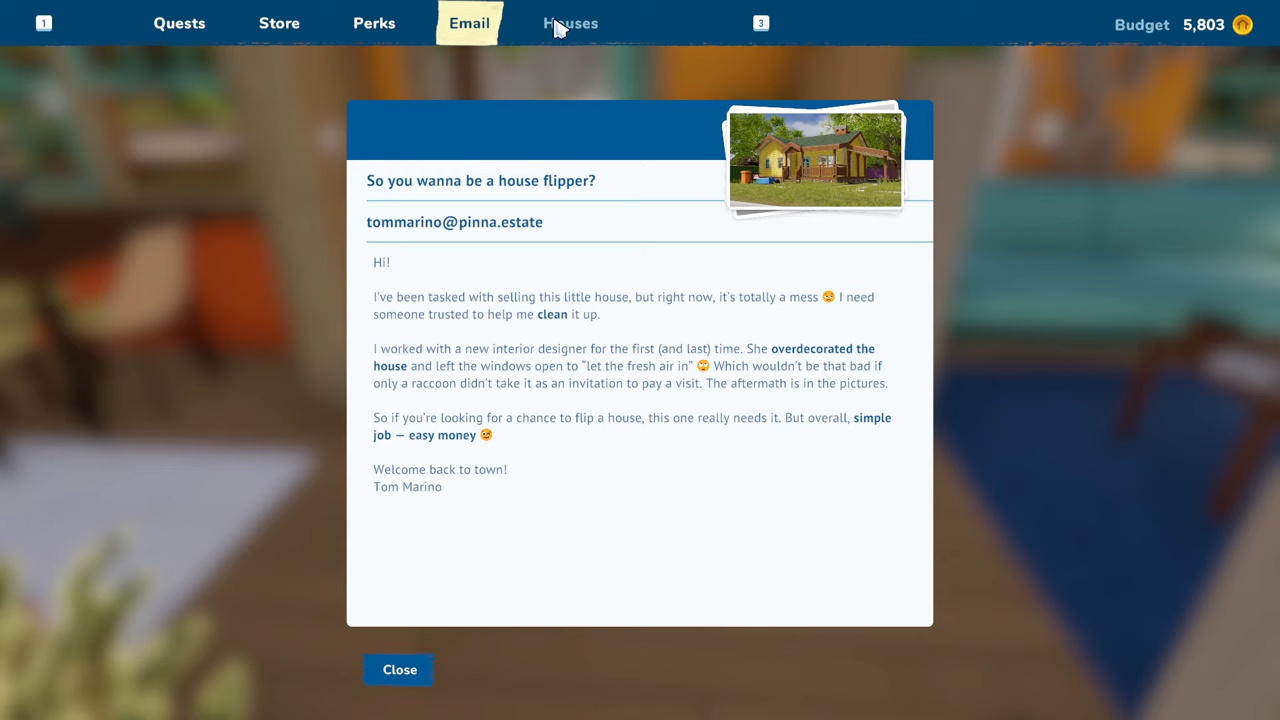 1 Quests Store Perks Email Houses 3 Budget 5,803
So you wanna be a house flipper?
tommarino@pinna.estate
Hi!
I've been tasked with selling this little house, but right now, it's totally a mess 😒 I need
someone trusted to help me clean it up.
I worked with a new interior designer for the first (and last) time. She overdecorated the
house and left the windows open to "let the fresh air in" 🙄 Which wouldn't be that bad if
only a raccoon didn't take it as an invitation to pay a visit. The aftermath is in the pictures.
So if you're looking for a chance to flip a house, this one really needs it. But overall, simple
job — easy money 😉
Welcome back to town!
Tom Marino
Close